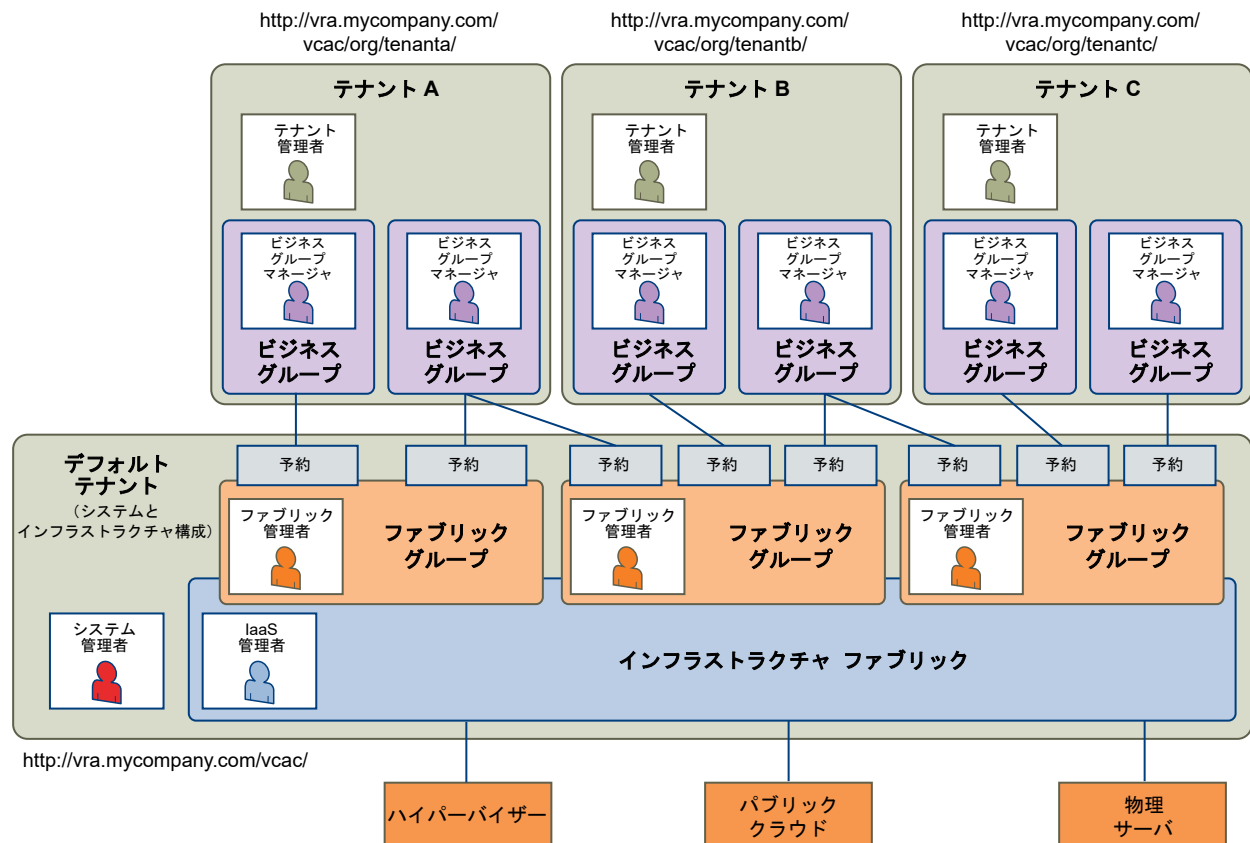 http://vra.mycompany.com/
vcac/org/tenanta/
http://vra.mycompany.com/
vcac/org/tenantb/
http://vra.mycompany.com/
vcac/org/tenantc/
テナント A
テナント B
テナント C
テナント
管理者
テナント
管理者
テナント
管理者
ビジネス
グループ
マネージャ
ビジネス
グループ
マネージャ
ビジネス
グループ
マネージャ
ビジネス
グループ
マネージャ
ビジネス
グループ
マネージャ
ビジネス
グループ
マネージャ
ビジネス
グループ
ビジネス
グループ
ビジネス
グループ
ビジネス
グループ
ビジネス
グループ
ビジネス
グループ
デフォルト
テナント
（システムと
インフラストラクチャ構成）
予約
予約
予約
予約
予約
予約
予約
予約
ファブリック
管理者
ファブリック
グループ
ファブリック
管理者
ファブリック
グループ
ファブリック
管理者
ファブリック
グループ
システム
管理者
IaaS
管理者
インフラストラクチャ ファブリック
http://vra.mycompany.com/vcac/
ハイパーバイザー
パブリック
クラウド
物理
サーバ